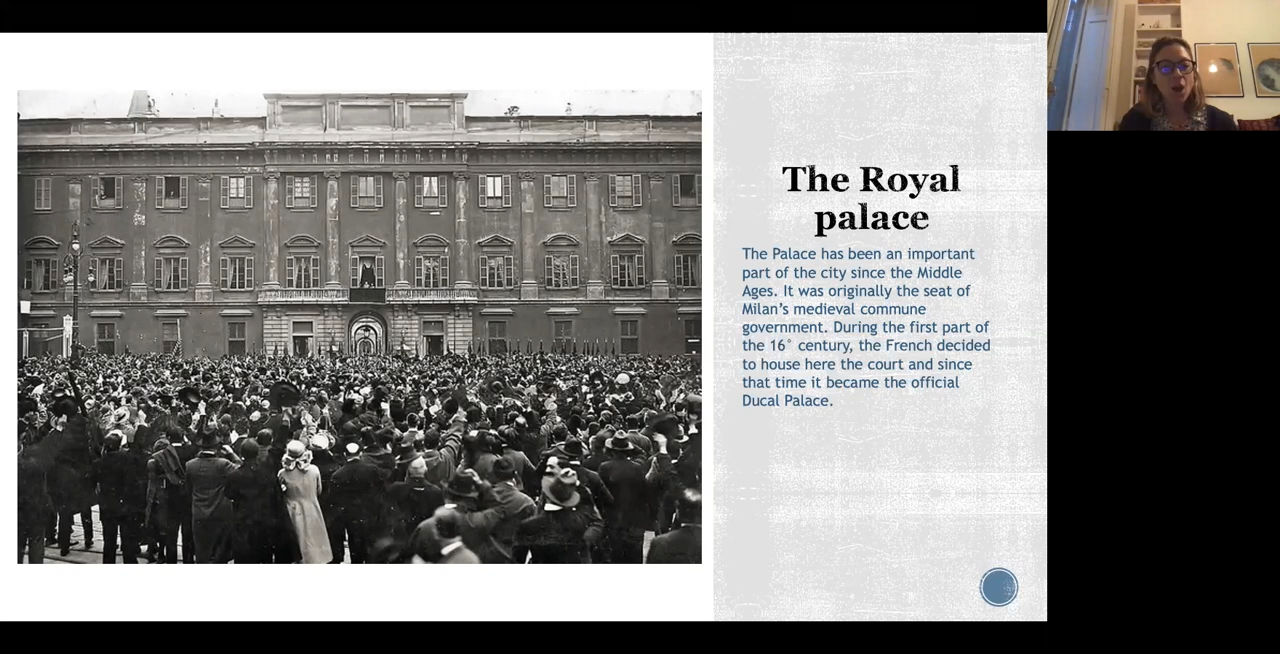 The Royal
palace
The Palace has been an important
part of the city since the Middle
Ages. It was originally the seat of
Milan’s medieval commune
government. During the first part of
the 16° century, the French decided
to house here the court and since
that time it became the official
Ducal Palace.